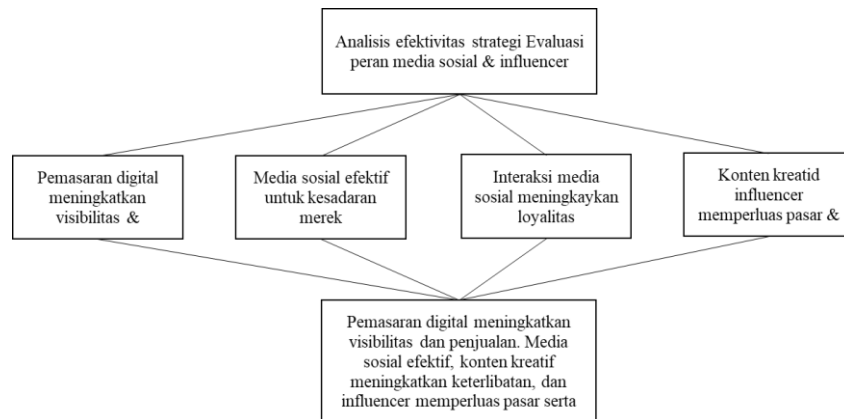 Analisis efektivitas strategi Evaluasi
peran media sosial & influencer
Pemasaran digital
meningkatkan
visibilitas &
Media sosial efektif
untuk kesadaran
merek
Interaksi media
sosial meningkaykan
loyalitas
Konten kreatid
influencer
memperluas pasar &
Pemasaran digital meningkatkan
visibilitas dan penjualan. Media
sosial efektif, konten kreatif
meningkatkan keterlibatan, dan
influencer memperluas pasar serta